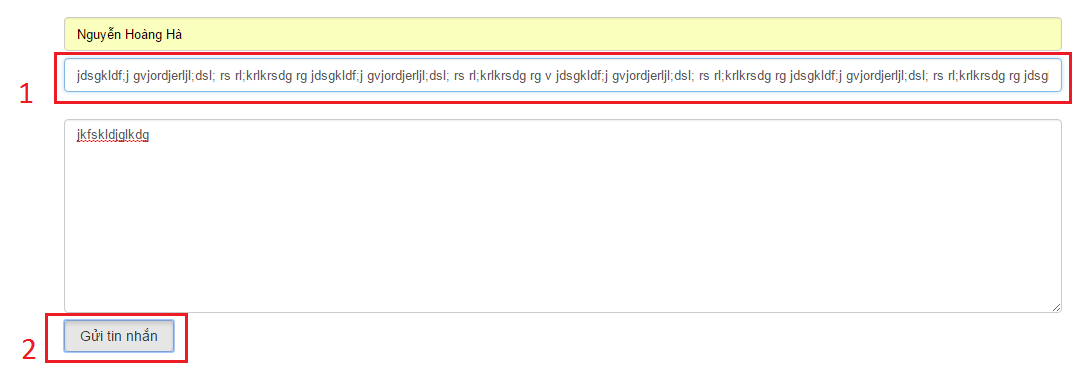 Nguyễn Hoàng Hà
1
jdsgkldf;j gvjordjerljl;dsl; rs rl;krlkrsdg rg jdsgkldf;j gvjordjerljl;dsl; rs rl;krlkrsdg rg v jdsgkldf;j gvjordjerljl;dsl; rs rl;krlkrsdg rg jdsgkldf;j gvjordjerljl;dsl; rs rl;krlkrsdg rg jdsg
jkfskldjglkdg
2
Gửi tin nhắn